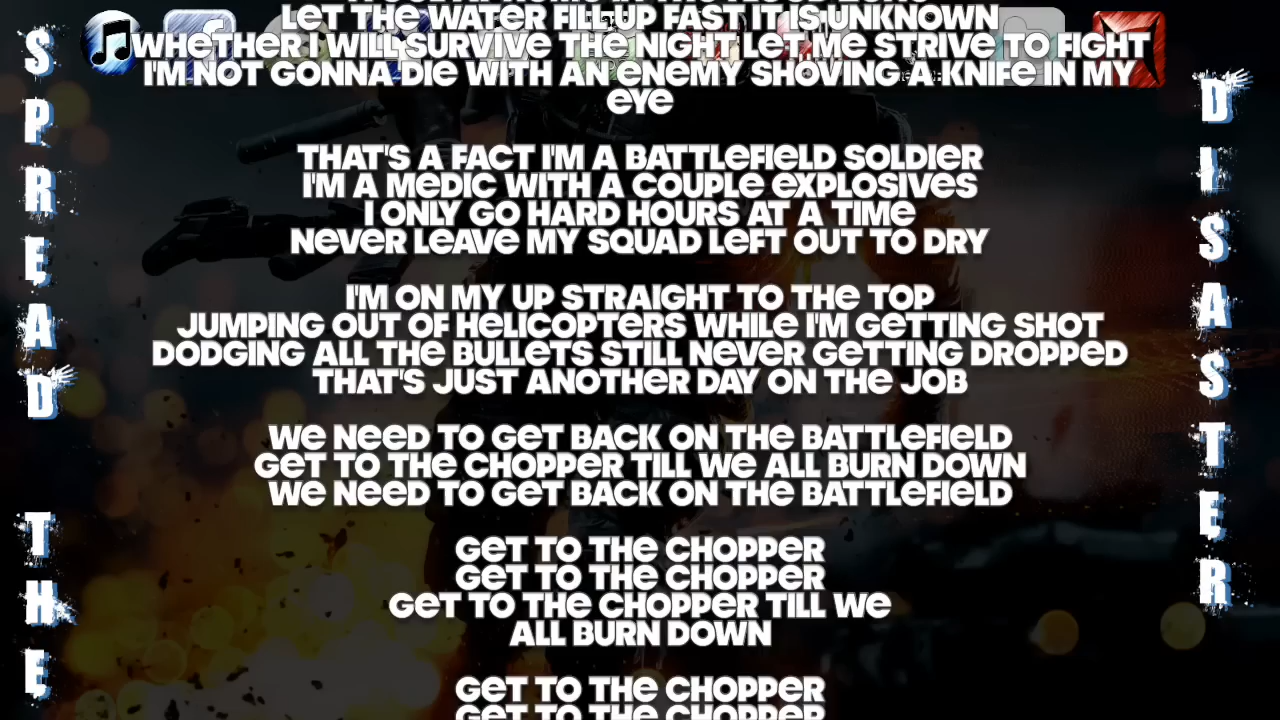 LET THE WATER FILL UP FAST IT IS UNKNOWN
WHETHER I WILL SURVIVE THE NIGHT LET ME STRIVE TO FIGHT
I'M NOT GONNA DIE WITH AN ENEMY SHOVING A KNIFE IN MY
EYE
THAT'S A FACT I'M A BATTLEFIELD SOLDIER
I'M A MEDIC WITH A COUPLE EXPLOSIVES
I ONLY GO HARD HOURS AT A TIME
NEVER LEAVE MY SQUAD LEFT OUT TO DRY
I'M ON MY UP STRAIGHT TO THE TOP
JUMPING OUT OF HELICOPTERS WHILE I'M GETTING SHOT
DODGING ALL THE BULLETS STILL NEVER GETTING DROPPED
THAT'S JUST ANOTHER DAY ON THE JOB
WE NEED TO GET BACK ON THE BATTLEFIELD
GET TO THE CHOPPER TILL WE ALL BURN DOWN
WE NEED TO GET BACK ON THE BATTLEFIELD
GET TO THE CHOPPER
GET TO THE CHOPPER
GET TO THE CHOPPER TILL WE
ALL BURN DOWN
GET TO THE CHOPPER
GET TO THE CHOPPER
SPREAD THE
DISASTER